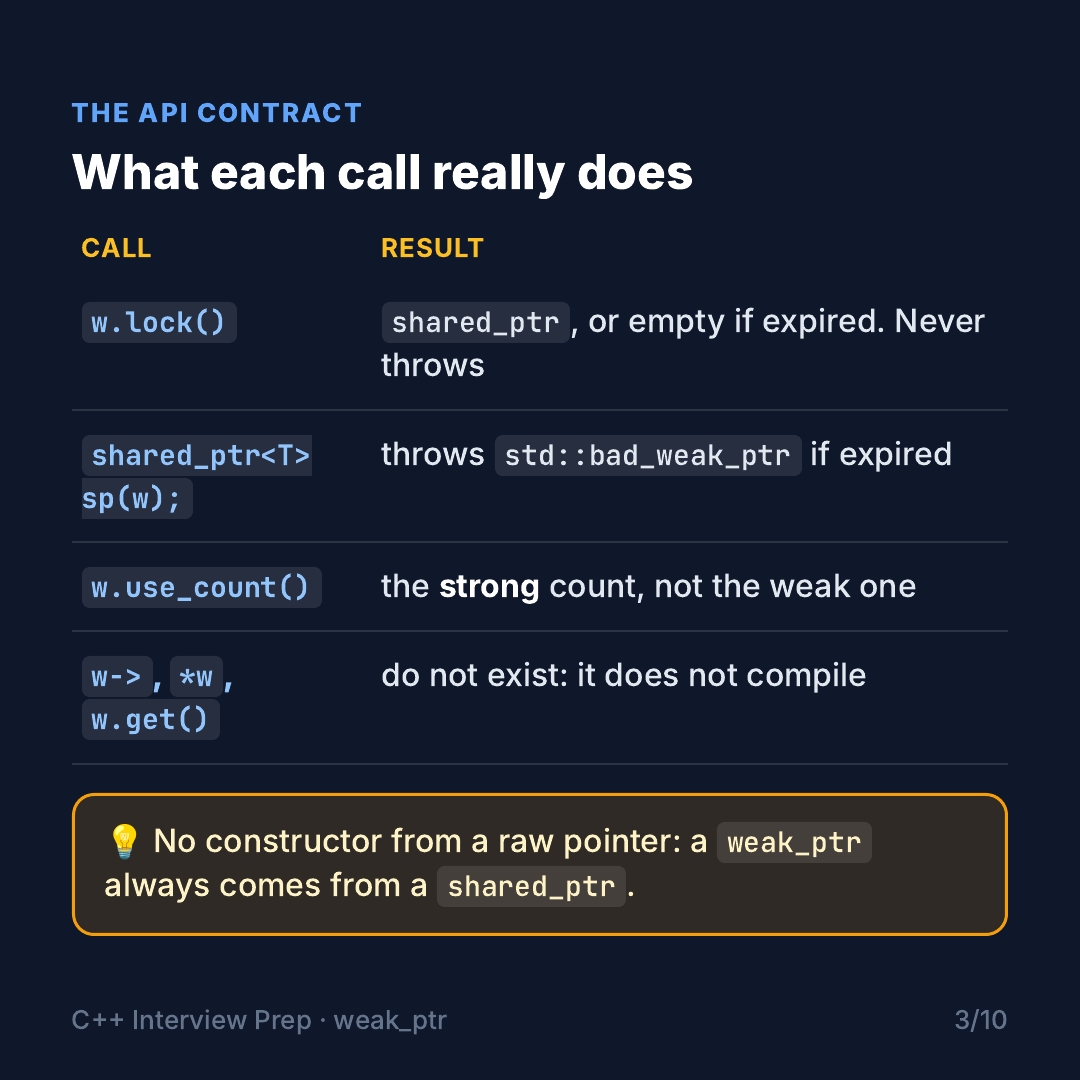 THE API CONTRACT
What each call really does
CALL RESULT
w.lock() shared_ptr, or empty if expired. Never
throws
shared_ptr<T> throws std::bad_weak_ptr if expired
sp(w);
w.use_count() the strong count, not the weak one
w->, *w, do not exist: it does not compile
w.get()
💡 No constructor from a raw pointer: a weak_ptr
always comes from a shared_ptr.
C++ Interview Prep · weak_ptr 3/10